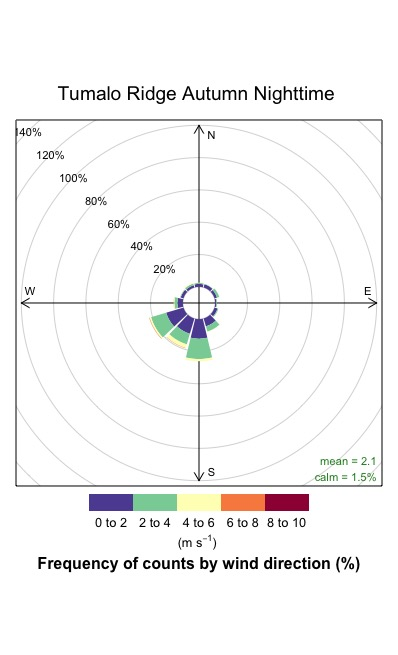 Tumalo Ridge Autumn Nighttime
140%
N
120%
100%
80%
60%
40%
20%
W
E
S
mean = 2.1
calm = 1.5%
0 to 2 2 to 4 4 to 6 6 to 8 8 to 10
(m s⁻¹)
Frequency of counts by wind direction (%)